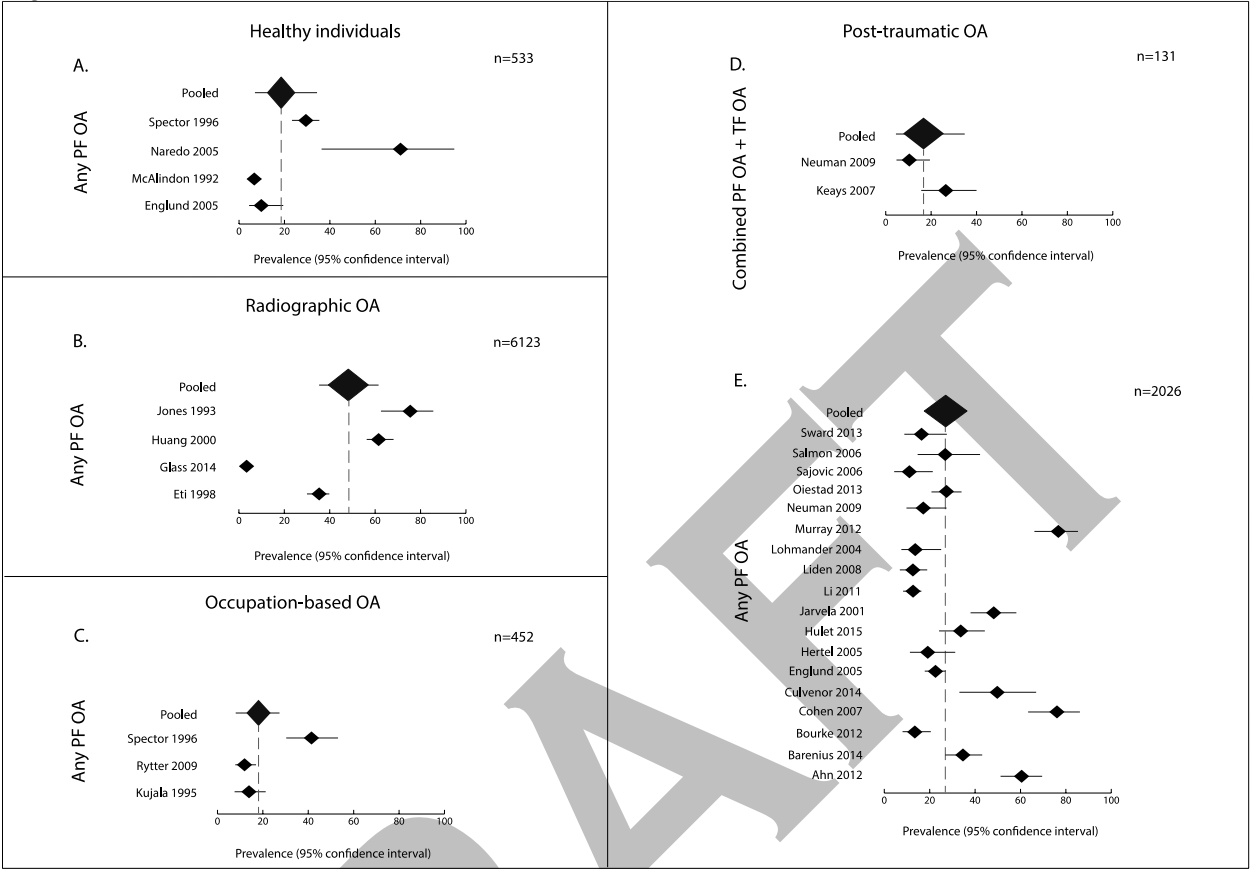 Healthy individuals
n=533
A.
Any PF OA
Pooled
Spector 1996
Naredo 2005
McAlindon 1992
Englund 2005
0 20 40 60 80 100
Prevalence (95% confidence interval)
Radiographic OA
B.
n=6123
Any PF OA
Pooled
Jones 1993
Huang 2000
Glass 2014
Eti 1998
0 20 40 60 80 100
Prevalence (95% confidence interval)
Occupation-based OA
C.
n=452
Any PF OA
Pooled
Spector 1996
Rytter 2009
Kujala 1995
0 20 40 60 80 100
Prevalence (95% confidence interval)
Post-traumatic OA
n=131
D.
Combined PF OA + TF OA
Pooled
Neuman 2009
Keays 2007
0 20 40 60 80 100
Prevalence (95% confidence interval)
E.
n=2026
Any PF OA
Pooled
Sward 2013
Salmon 2006
Sajovic 2006
Oiestad 2013
Neuman 2009
Murray 2012
Lohmander 2004
Liden 2008
Li 2011
Jarvela 2001
Hulet 2015
Hertel 2005
Englund 2005
Culvenor 2014
Cohen 2007
Bourke 2012
Barenius 2014
Ahn 2012
0 20 40 60 80 100
Prevalence (95% confidence interval)